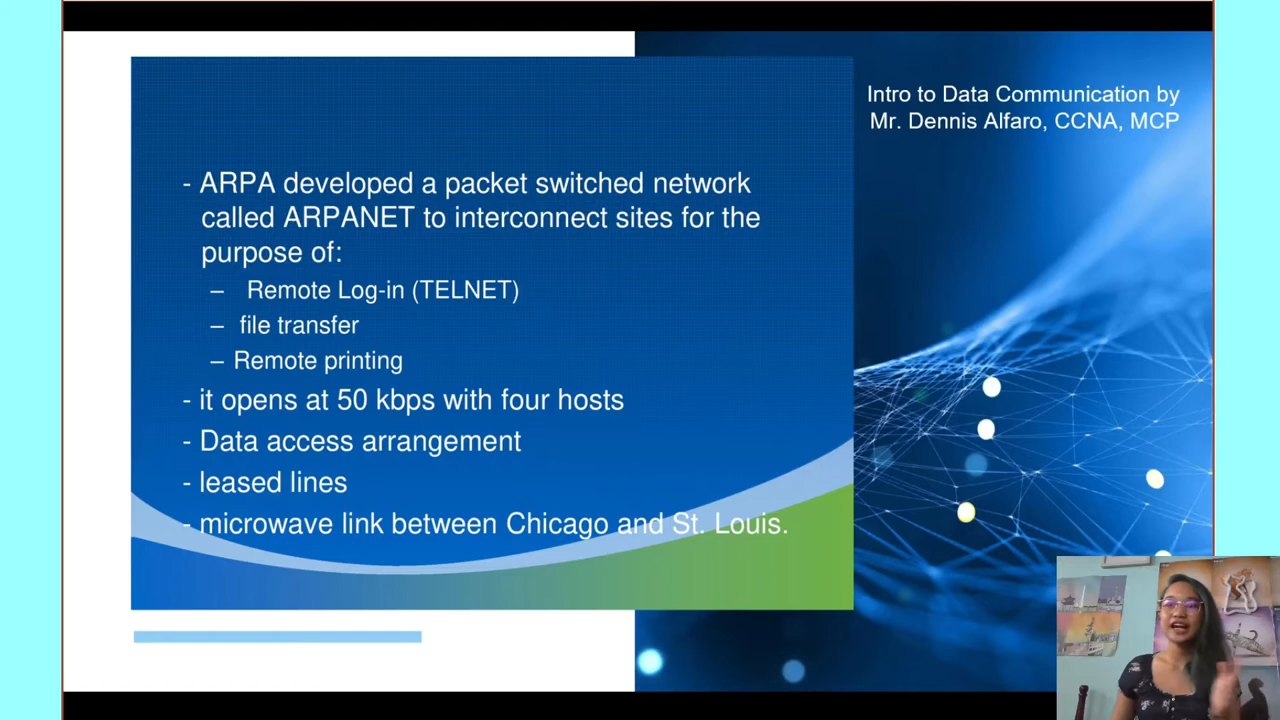 Intro to Data Communication by
Mr. Dennis Alfaro, CCNA, MCP
- ARPA developed a packet switched network
called ARPANET to interconnect sites for the
purpose of:
– Remote Log-in (TELNET)
– file transfer
– Remote printing
- it opens at 50 kbps with four hosts
- Data access arrangement
- leased lines
- microwave link between Chicago and St. Louis.